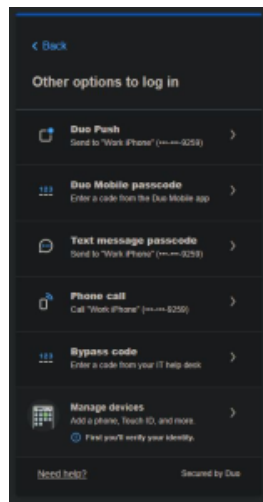 Back
Other options to log in
Duo Push
Send to "Work iPhone" (•••-•••-9259)
Duo Mobile passcode
Enter a code from the Duo Mobile app
Text message passcode
Send to "Work iPhone" (•••-•••-9259)
Phone call
Call "Work iPhone" (•••-•••-9259)
Bypass code
Enter a code from your IT help desk
Manage devices
Add a phone, Touch ID, and more.
First you'll verify your identity.
Need help? Secured by Duo